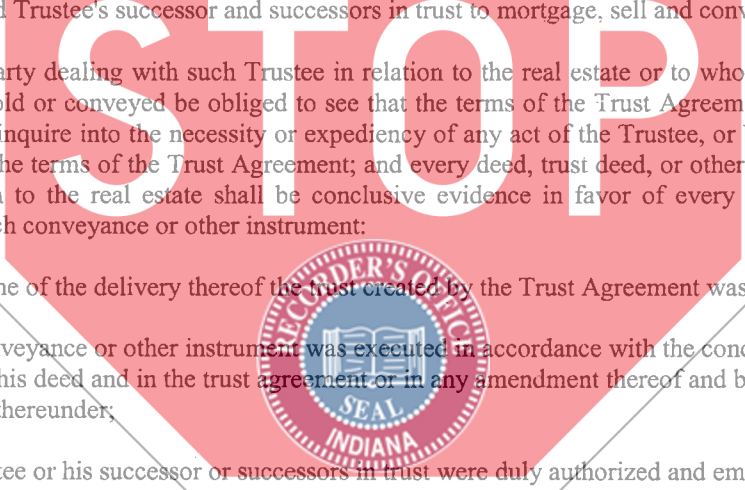 Trustee's successor and successors in trust to mortgage, sell and conv
STOP
arty dealing with such Trustee in relation to the real estate or to who
old or conveyed be obliged to see that the terms of the Trust Agreem
inquire into the necessity or expediency of any act of the Trustee, or
he terms of the Trust Agreement; and every deed, trust deed, or other
to the real estate shall be conclusive evidence in favor of every
ch conveyance or other instrument:
ne of the delivery thereof the trust created by the Trust Agreement was
nveyance or other instrument was executed in accordance with the cond
his deed and in the trust agreement or in any amendment thereof and b
thereunder;
tee or his successor or successors in trust were duly authorized and em
RECORDER'S OFFICE
SEAL
INDIANA